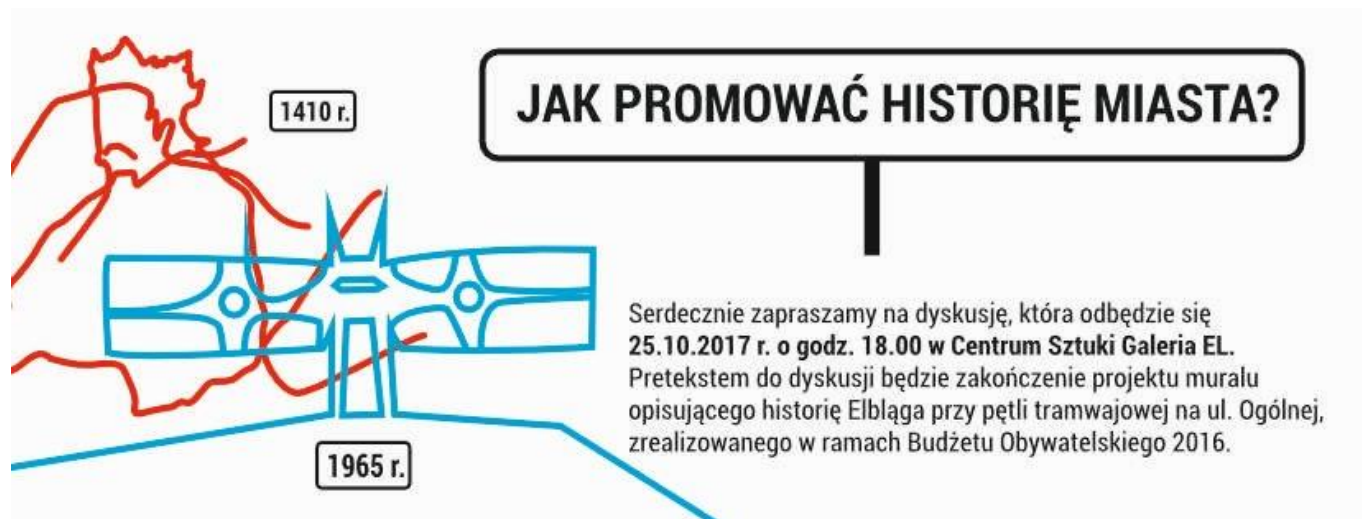 1410 r.
JAK PROMOWAĆ HISTORIĘ MIASTA?
Serdecznie zapraszamy na dyskusję, która odbędzie się
25.10.2017 r. o godz. 18.00 w Centrum Sztuki Galeria EL.
Pretekstem do dyskusji będzie zakończenie projektu muralu
opisującego historię Elbląga przy pętli tramwajowej na ul. Ogólnej,
zrealizowanego w ramach Budżetu Obywatelskiego 2016.
1965 r.